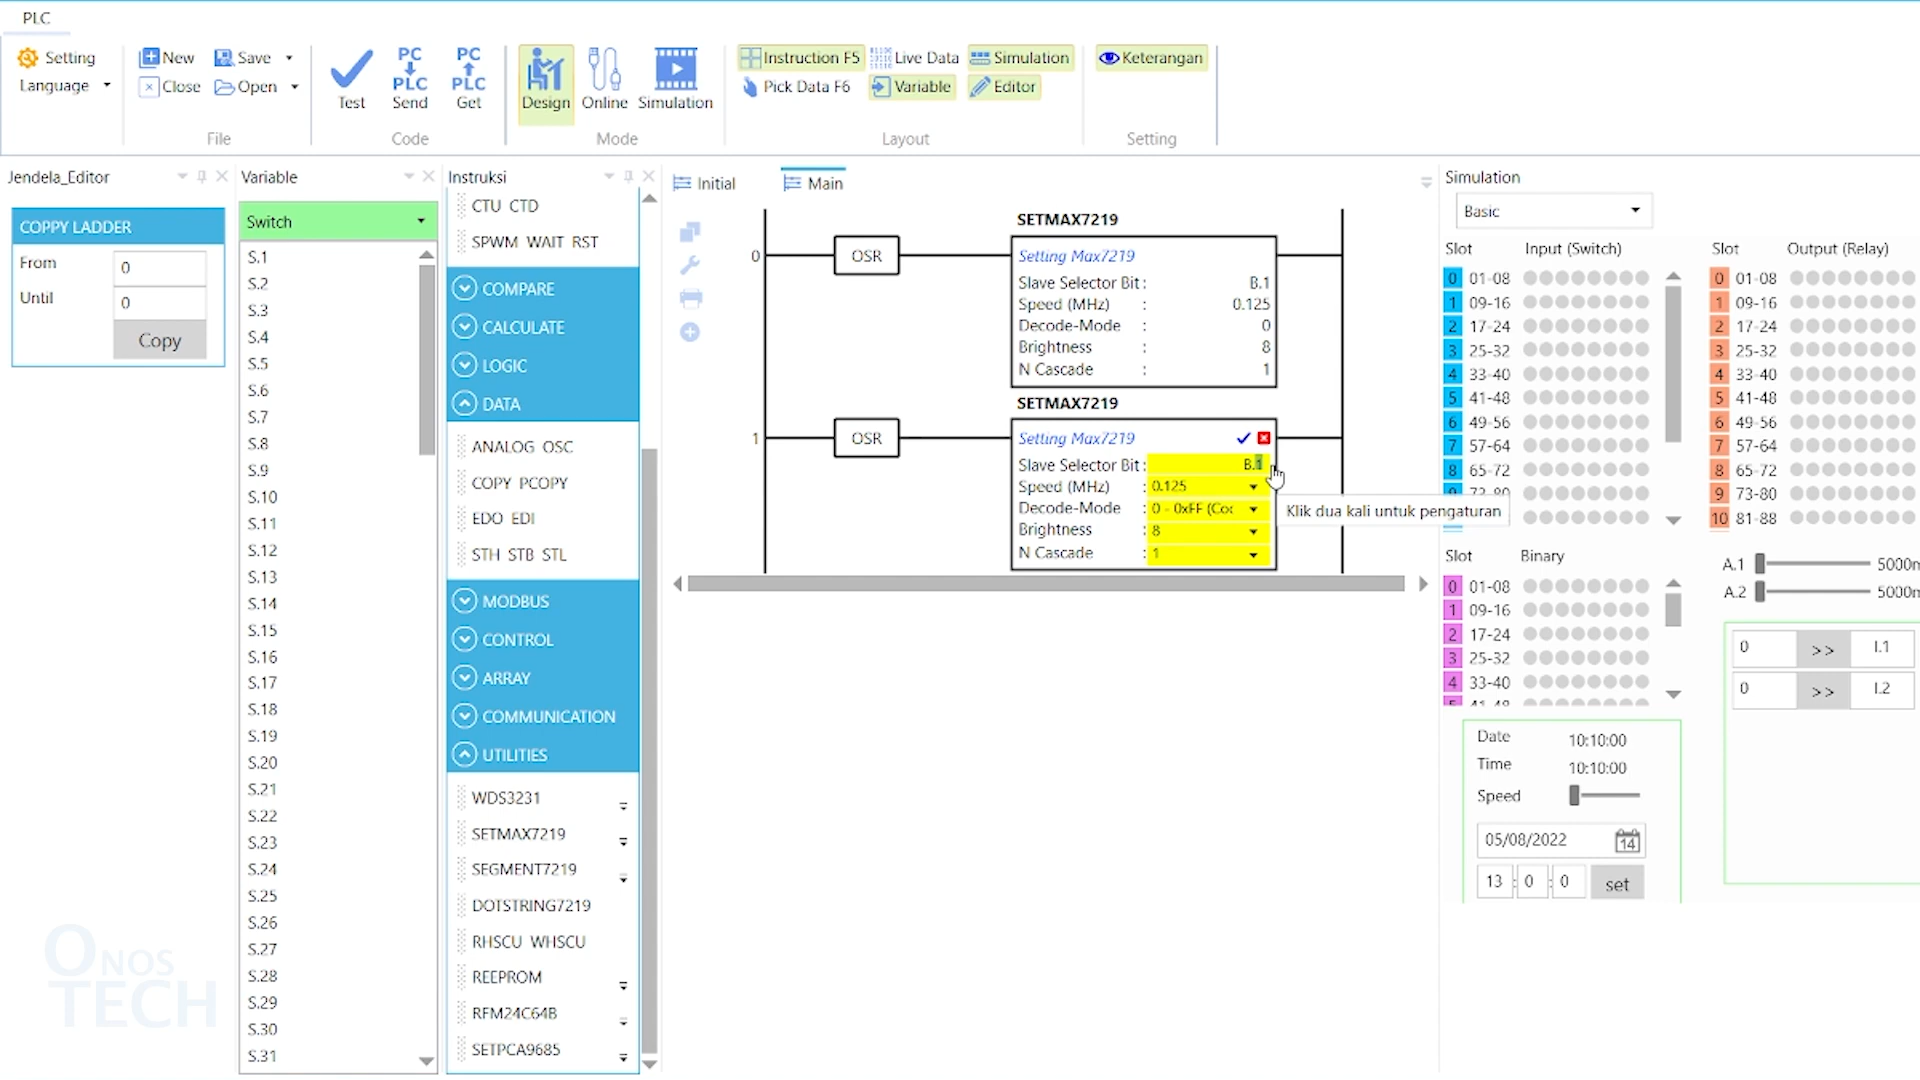 PLC
Setting
Language
New
Save
Close
Open
File
Test
PC PLC Send
PC PLC Get
Code
Design
Online
Simulation
Mode
Instruction F5
Live Data
Simulation
Pick Data F6
Variable
Editor
Layout
Keterangan
Setting
Jendela_Editor
COPPY LADDER
From 0
Until 0
Copy
Variable
Switch
S.1
S.2
S.3
S.4
S.5
S.6
S.7
S.8
S.9
S.10
S.11
S.12
S.13
S.14
S.15
S.16
S.17
S.18
S.19
S.20
S.21
S.22
S.23
S.24
S.25
S.26
S.27
S.28
S.29
S.30
S.31
Instruksi
CTU CTD
SPWM WAIT RST
COMPARE
CALCULATE
LOGIC
DATA
ANALOG OSC
COPY PCOPY
EDO EDI
STH STB STL
MODBUS
CONTROL
ARRAY
COMMUNICATION
UTILITIES
WDS3231
SETMAX7219
SEGMENT7219
DOTSTRING7219
RHSCU WHSCU
REEPROM
RFM24C64B
SETPCA9685
Initial
Main
SETMAX7219
0 OSR
Setting Max7219
Slave Selector Bit : B.1
Speed (MHz) : 0.125
Decode-Mode : 0
Brightness : 8
N Cascade : 1
SETMAX7219
1 OSR
Setting Max7219
Slave Selector Bit : B.1
Speed (MHz) : 0.125
Decode-Mode : 0 - 0xFF (Coc
Brightness : 8
N Cascade : 1
Klik dua kali untuk pengaturan
Simulation
Basic
Slot Input (Switch)
0 01-08
1 09-16
2 17-24
3 25-32
4 33-40
5 41-48
6 49-56
7 57-64
8 65-72
9 73-80
Slot Output (Relay)
0 01-08
1 09-16
2 17-24
3 25-32
4 33-40
5 41-48
6 49-56
7 57-64
8 65-72
9 73-80
10 81-88
Slot Binary
0 01-08
1 09-16
2 17-24
3 25-32
4 33-40
5 41-48
A.1 5000m
A.2 5000m
0 >> I.1
0 >> I.2
Date 10:10:00
Time 10:10:00
Speed
05/08/2022 14
13 : 0 : 0 set
ONOS
TECH